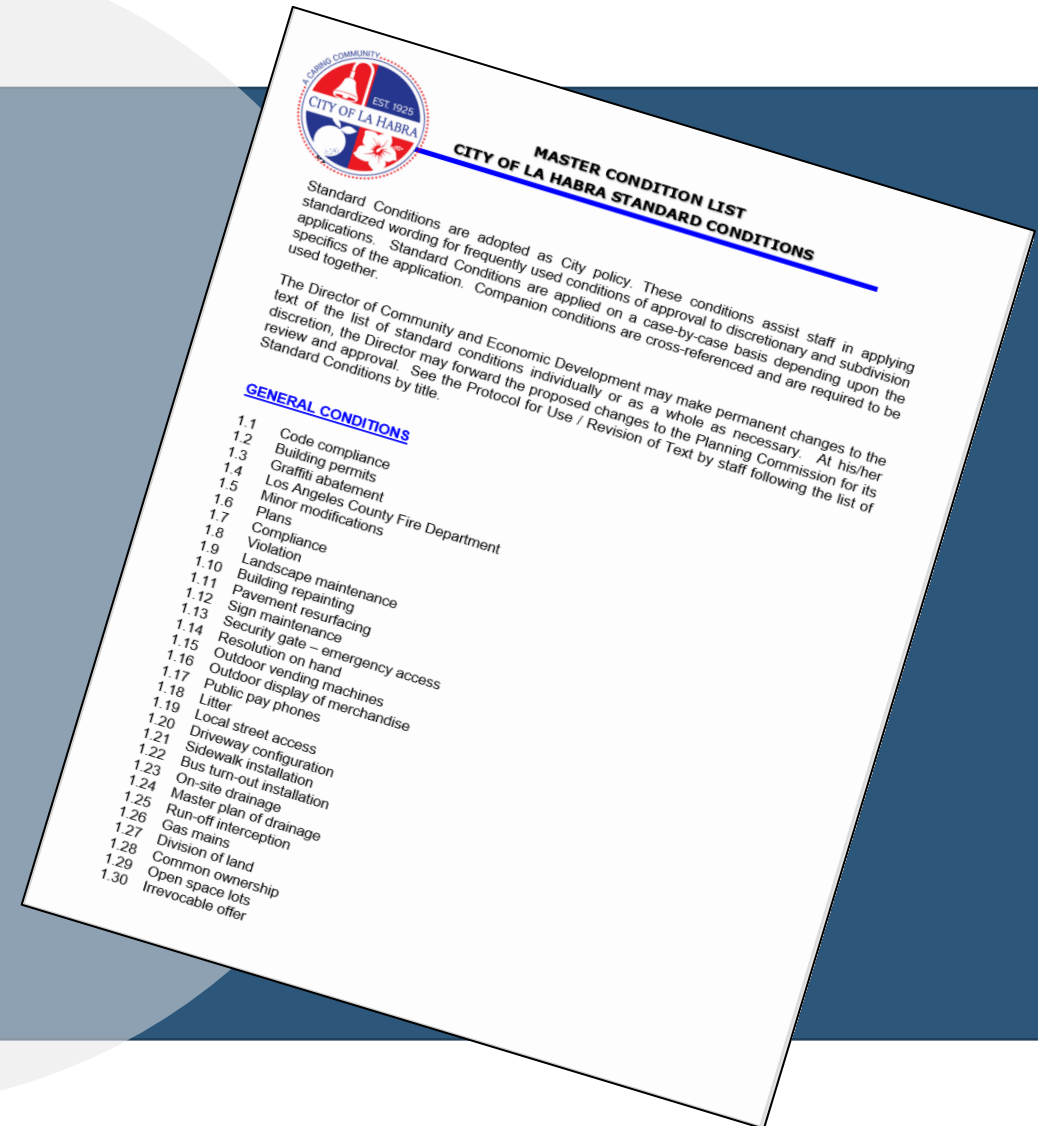 A CARING COMMUNITY
EST. 1925
CITY OF LA HABRA
MASTER CONDITION LIST
CITY OF LA HABRA STANDARD CONDITIONS
Standard Conditions are adopted as City policy. These conditions assist staff in applying
standardized wording for frequently used conditions of approval to discretionary and subdivision
applications. Standard Conditions are applied on a case-by-case basis depending upon the
specifics of the application. Companion conditions are cross-referenced and are required to be
used together.
The Director of Community and Economic Development may make permanent changes to the
text of the list of standard conditions individually or as a whole as necessary. At his/her
discretion, the Director may forward the proposed changes to the Planning Commission for its
review and approval. See the Protocol for Use / Revision of Text by staff following the list of
Standard Conditions by title.
GENERAL CONDITIONS
1.1 Code compliance
1.2 Building permits
1.3 Graffiti abatement
1.4 Los Angeles County Fire Department
1.5 Minor modifications
1.6 Plans
1.7 Compliance
1.8 Violation
1.9 Landscape maintenance
1.10 Building repainting
1.11 Pavement resurfacing
1.12 Sign maintenance
1.13 Security gate – emergency access
1.14 Resolution on hand
1.15 Outdoor vending machines
1.16 Outdoor display of merchandise
1.17 Public pay phones
1.18 Litter
1.19 Local street access
1.20 Driveway configuration
1.21 Sidewalk installation
1.22 Bus turn-out installation
1.23 On-site drainage
1.24 Master plan of drainage
1.25 Run-off interception
1.26 Gas mains
1.27 Division of land
1.28 Common ownership
1.29 Open space lots
1.30 Irrevocable offer